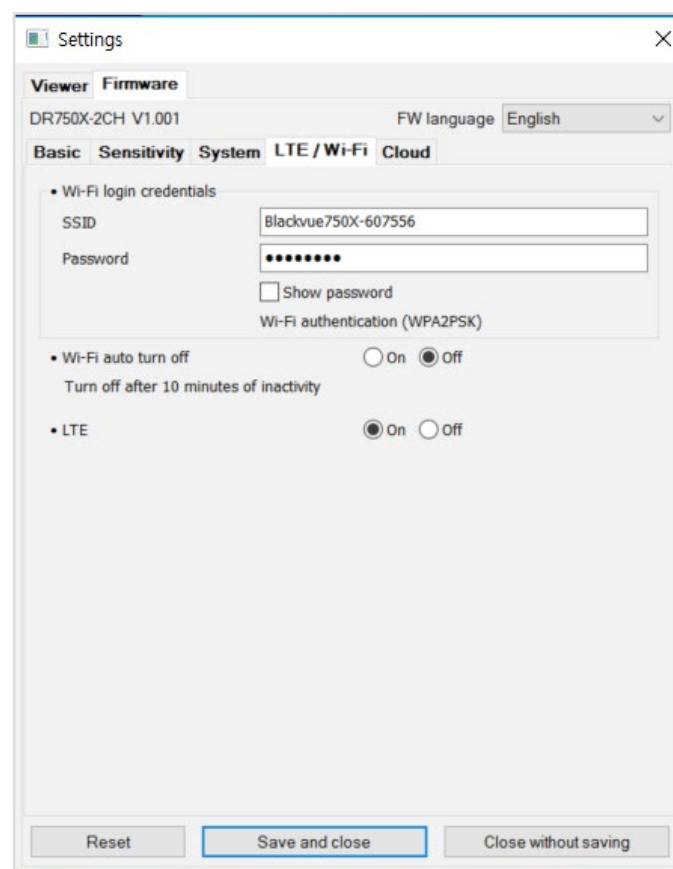 Settings
Viewer Firmware
DR750X-2CH V1.001 FW language English
Basic Sensitivity System LTE / Wi-Fi Cloud
• Wi-Fi login credentials
SSID Blackvue750X-607556
Password ●●●●●●●●
Show password
Wi-Fi authentication (WPA2PSK)
• Wi-Fi auto turn off On Off
Turn off after 10 minutes of inactivity
• LTE On Off
Reset Save and close Close without saving